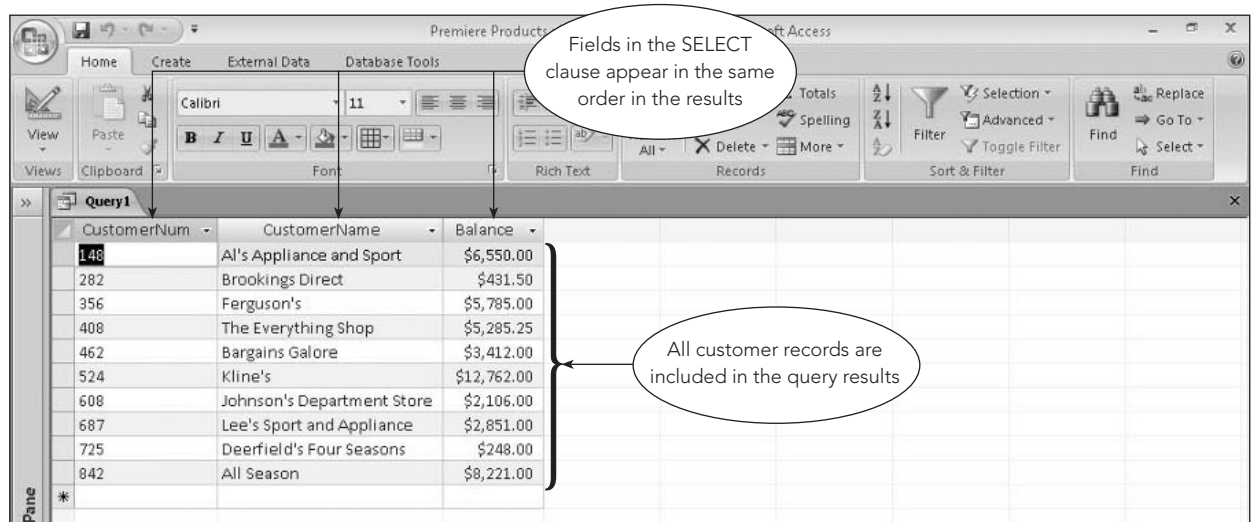 Premiere Products
oft Access
Home Create External Data Database Tools
Fields in the SELECT
clause appear in the same
order in the results
View
Paste
Calibri 11
B I U A
ab
All
Totals
Spelling
Delete More
Filter
Selection
Advanced
Toggle Filter
Find
Replace
Go To
Select
Views Clipboard Font Rich Text Records Sort & Filter Find
Query1
CustomerNum CustomerName Balance
148 Al's Appliance and Sport $6,550.00
282 Brookings Direct $431.50
356 Ferguson's $5,785.00
408 The Everything Shop $5,285.25
462 Bargains Galore $3,412.00
524 Kline's $12,762.00
608 Johnson's Department Store $2,106.00
687 Lee's Sport and Appliance $2,851.00
725 Deerfield's Four Seasons $248.00
842 All Season $8,221.00
All customer records are
included in the query results
Pane